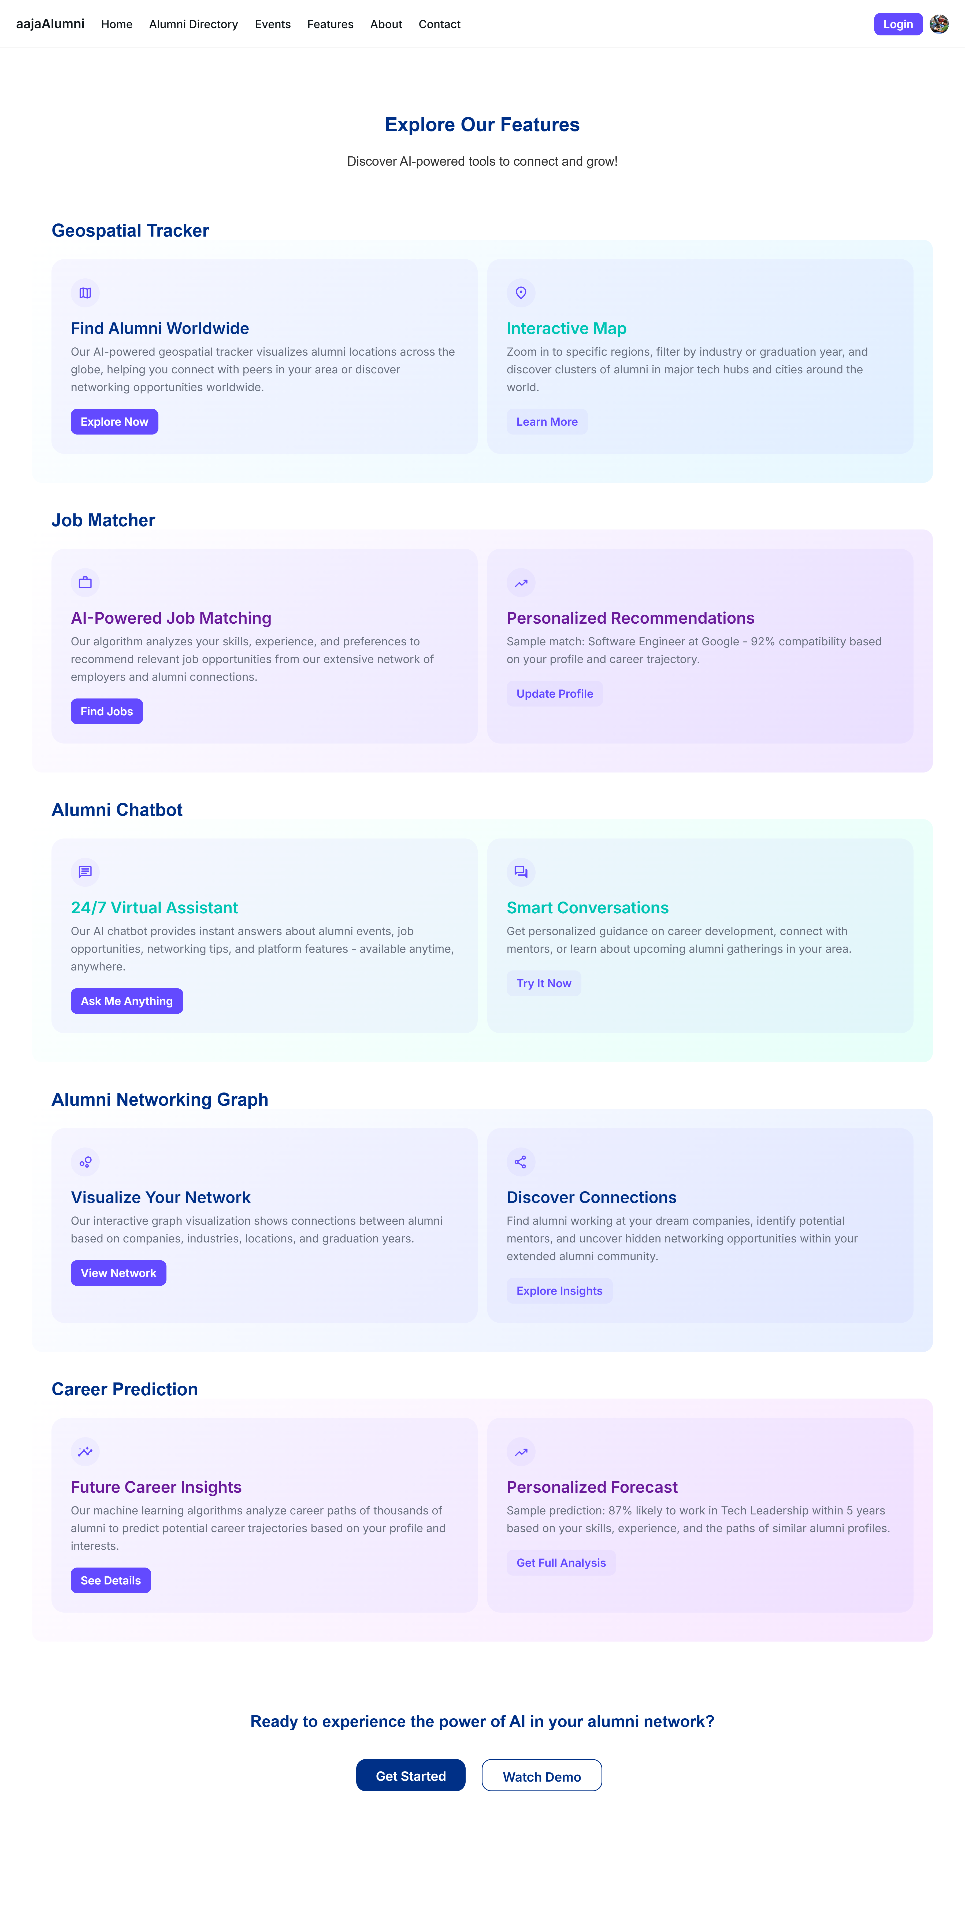 aajaAlumni Home Alumni Directory Events Features About Contact Login
Explore Our Features
Discover AI-powered tools to connect and grow!
Geospatial Tracker
Find Alumni Worldwide
Our AI-powered geospatial tracker visualizes alumni locations across the
globe, helping you connect with peers in your area or discover
networking opportunities worldwide.
Explore Now
Interactive Map
Zoom in to specific regions, filter by industry or graduation year, and
discover clusters of alumni in major tech hubs and cities around the
world.
Learn More
Job Matcher
AI-Powered Job Matching
Our algorithm analyzes your skills, experience, and preferences to
recommend relevant job opportunities from our extensive network of
employers and alumni connections.
Find Jobs
Personalized Recommendations
Sample match: Software Engineer at Google - 92% compatibility based
on your profile and career trajectory.
Update Profile
Alumni Chatbot
24/7 Virtual Assistant
Our AI chatbot provides instant answers about alumni events, job
opportunities, networking tips, and platform features - available anytime,
anywhere.
Ask Me Anything
Smart Conversations
Get personalized guidance on career development, connect with
mentors, or learn about upcoming alumni gatherings in your area.
Try It Now
Alumni Networking Graph
Visualize Your Network
Our interactive graph visualization shows connections between alumni
based on companies, industries, locations, and graduation years.
View Network
Discover Connections
Find alumni working at your dream companies, identify potential
mentors, and uncover hidden networking opportunities within your
extended alumni community.
Explore Insights
Career Prediction
Future Career Insights
Our machine learning algorithms analyze career paths of thousands of
alumni to predict potential career trajectories based on your profile and
interests.
See Details
Personalized Forecast
Sample prediction: 87% likely to work in Tech Leadership within 5 years
based on your skills, experience, and the paths of similar alumni profiles.
Get Full Analysis
Ready to experience the power of AI in your alumni network?
Get Started
Watch Demo